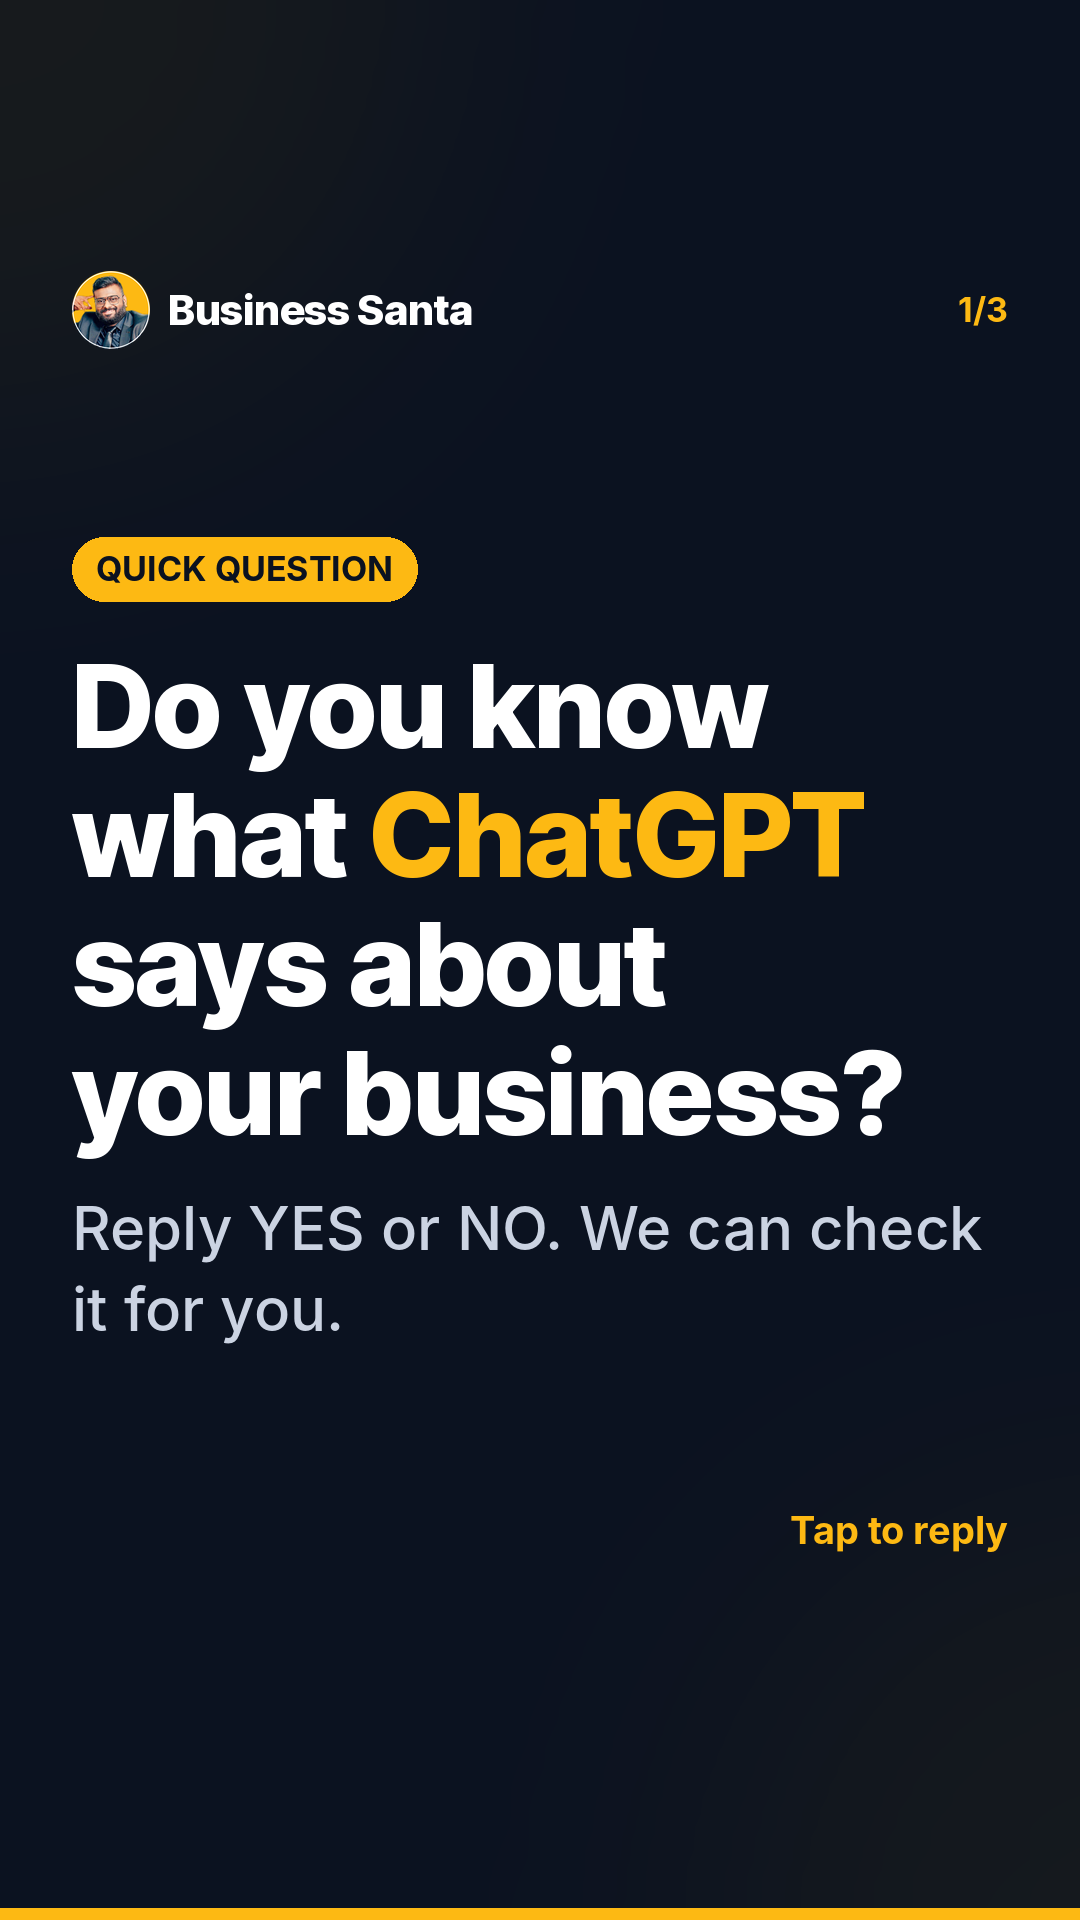 Business Santa
1/3
QUICK QUESTION
Do you know
what ChatGPT
says about
your business?
Reply YES or NO. We can check
it for you.
Tap to reply